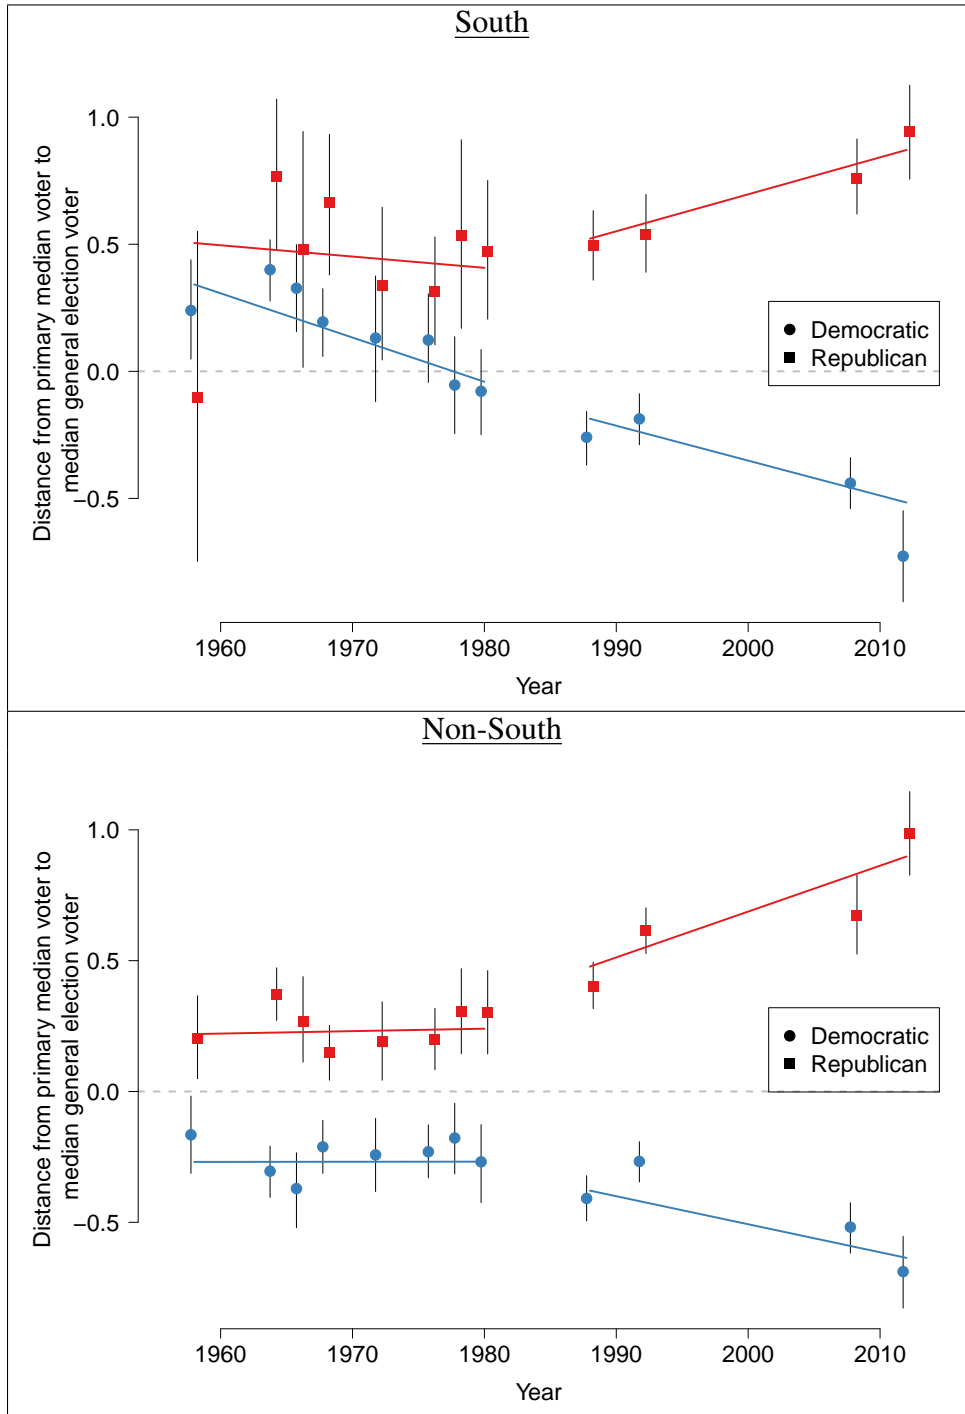 South
Distance from primary median voter to
median general election voter
1.0
0.5
0.0
−0.5
Democratic
Republican
1960 1970 1980 1990 2000 2010
Year
Non-South
Distance from primary median voter to
median general election voter
1.0
0.5
0.0
−0.5
Democratic
Republican
1960 1970 1980 1990 2000 2010
Year